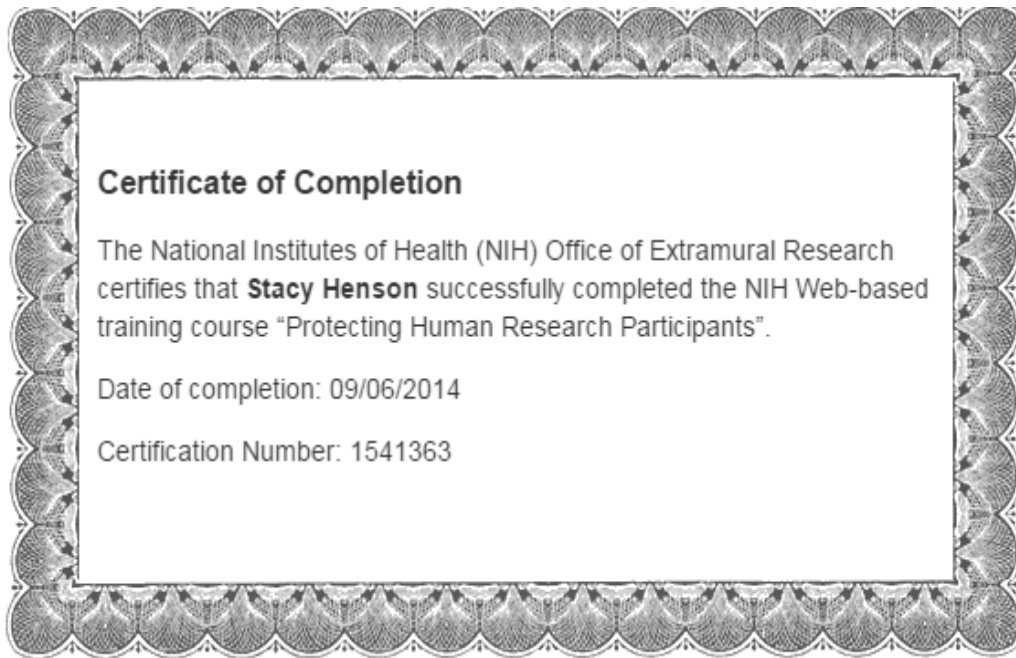 Certificate of Completion
The National Institutes of Health (NIH) Office of Extramural Research
certifies that Stacy Henson successfully completed the NIH Web-based
training course “Protecting Human Research Participants”.
Date of completion: 09/06/2014
Certification Number: 1541363